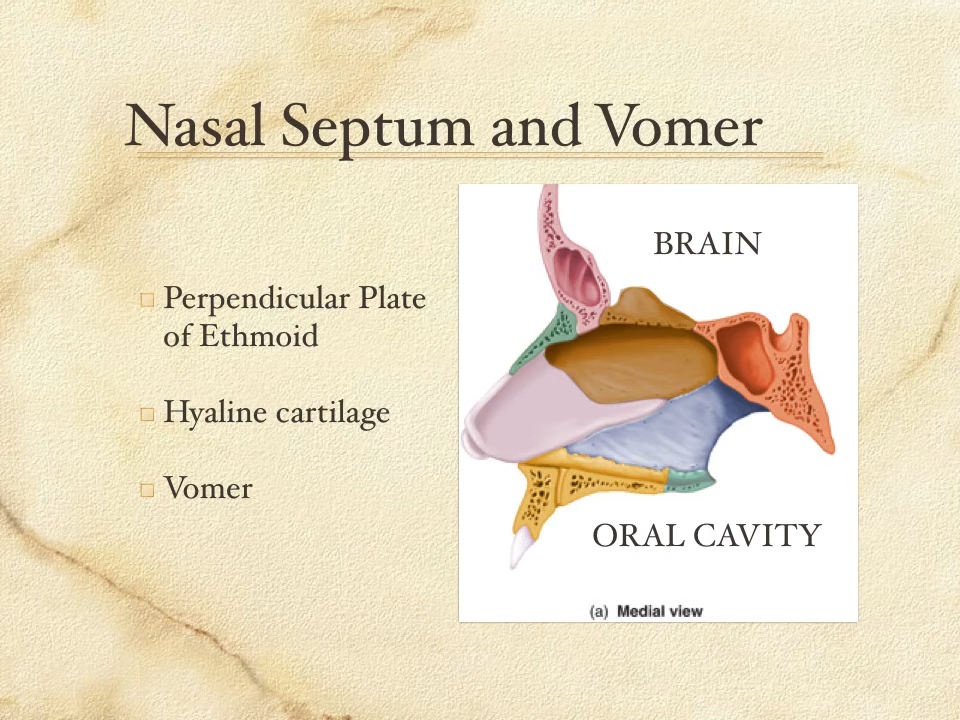 Nasal Septum and Vomer
Perpendicular Plate
of Ethmoid
Hyaline cartilage
Vomer
BRAIN
ORAL CAVITY
(a) Medial view